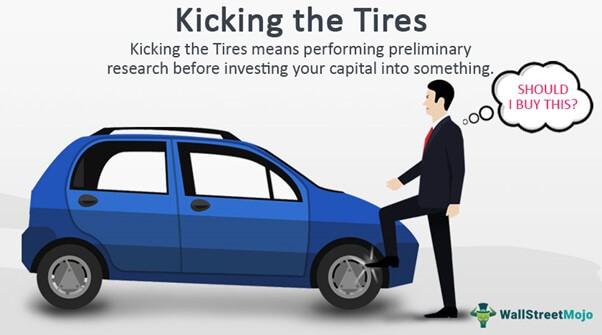 Kicking the Tires
Kicking the Tires means performing preliminary
research before investing your capital into something.
SHOULD
I BUY THIS?
WallStreetMojo